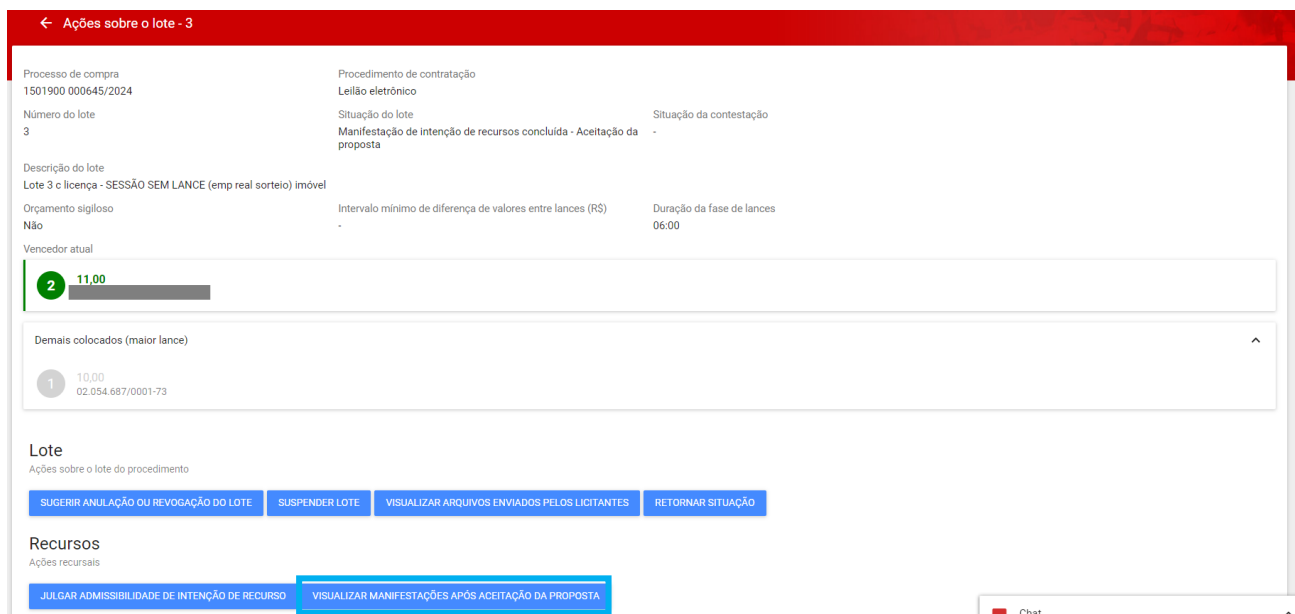 ← Ações sobre o lote - 3
Processo de compra
1501900 000645/2024
Procedimento de contratação
Leilão eletrônico
Número do lote
3
Situação do lote
Manifestação de intenção de recursos concluída - Aceitação da
proposta
Situação da contestação
-
Descrição do lote
Lote 3 c licença - SESSÃO SEM LANCE (emp real sorteio) imóvel
Orçamento sigiloso
Não
Intervalo mínimo de diferença de valores entre lances (R$)
-
Duração da fase de lances
06:00
Vencedor atual
2
11,00
Demais colocados (maior lance)
1
10,00
02.054.687/0001-73
Lote
Ações sobre o lote do procedimento
SUGERIR ANULAÇÃO OU REVOGAÇÃO DO LOTE
SUSPENDER LOTE
VISUALIZAR ARQUIVOS ENVIADOS PELOS LICITANTES
RETORNAR SITUAÇÃO
Recursos
Ações recursais
JULGAR ADMISSIBILIDADE DE INTENÇÃO DE RECURSO
VISUALIZAR MANIFESTAÇÕES APÓS ACEITAÇÃO DA PROPOSTA
Chat